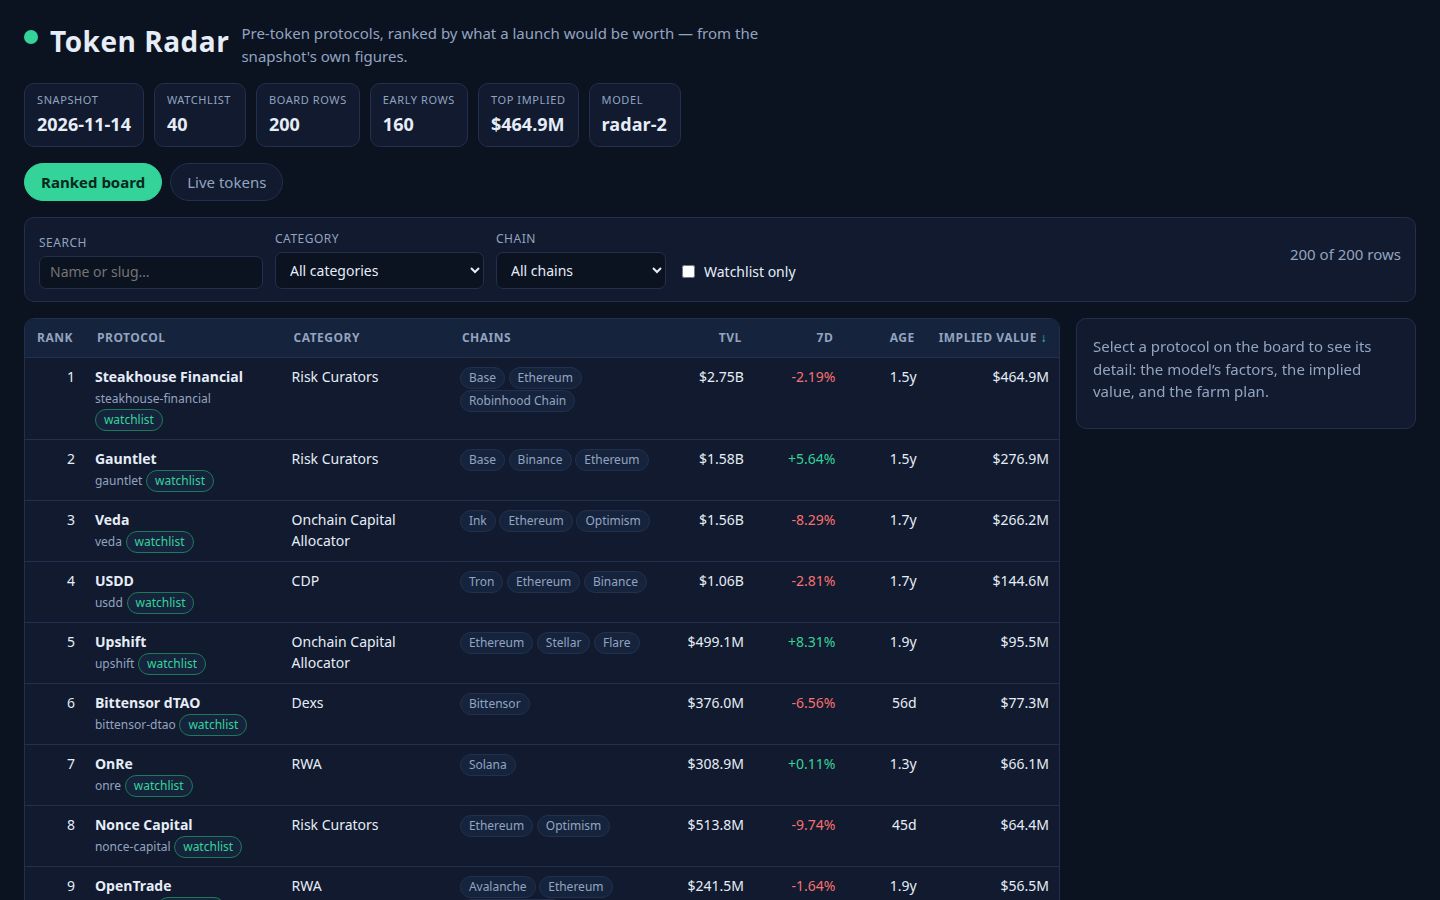 Token Radar
Pre-token protocols, ranked by what a launch would be worth — from the
snapshot's own figures.
SNAPSHOT
2026-11-14
WATCHLIST
40
BOARD ROWS
200
EARLY ROWS
160
TOP IMPLIED
$464.9M
MODEL
radar-2
Ranked board
Live tokens
SEARCH
Name or slug...
CATEGORY
All categories
CHAIN
All chains
Watchlist only
200 of 200 rows
RANK PROTOCOL CATEGORY CHAINS TVL 7D AGE IMPLIED VALUE ↓
1 Steakhouse Financial Risk Curators Base Ethereum $2.75B -2.19% 1.5y $464.9M
steakhouse-financial Robinhood Chain
watchlist
2 Gauntlet Risk Curators Base Binance Ethereum $1.58B +5.64% 1.5y $276.9M
gauntlet watchlist
3 Veda Onchain Capital Ink Ethereum Optimism $1.56B -8.29% 1.7y $266.2M
veda watchlist Allocator
4 USDD CDP Tron Ethereum Binance $1.06B -2.81% 1.7y $144.6M
usdd watchlist
5 Upshift Onchain Capital Ethereum Stellar Flare $499.1M +8.31% 1.9y $95.5M
upshift watchlist Allocator
6 Bittensor dTAO Dexs Bittensor $376.0M -6.56% 56d $77.3M
bittensor-dtao watchlist
7 OnRe RWA Solana $308.9M +0.11% 1.3y $66.1M
onre watchlist
8 Nonce Capital Risk Curators Ethereum Optimism $513.8M -9.74% 45d $64.4M
nonce-capital watchlist
9 OpenTrade RWA Avalanche Ethereum $241.5M -1.64% 1.9y $56.5M
Select a protocol on the board to see its
detail: the model’s factors, the implied
value, and the farm plan.